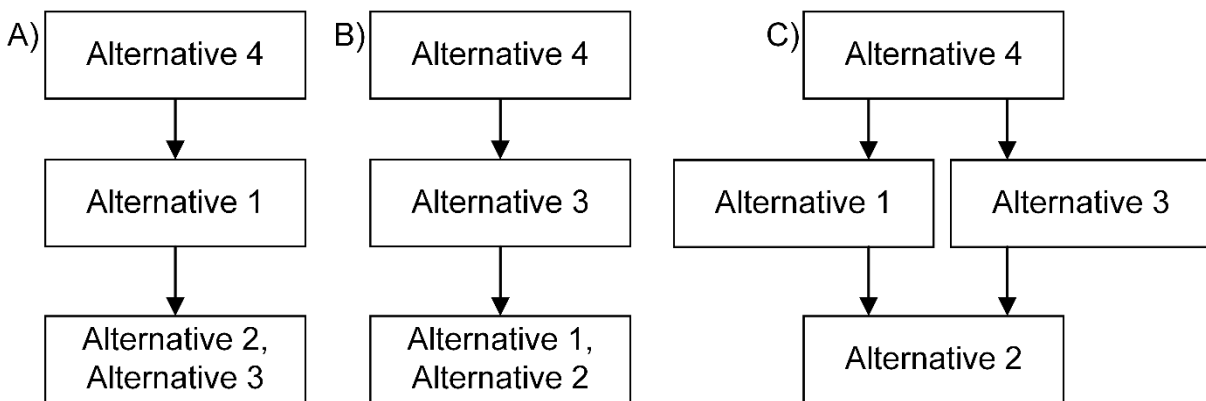 A)
Alternative 4
Alternative 1
Alternative 2,
Alternative 3
B)
Alternative 4
Alternative 3
Alternative 1,
Alternative 2
C)
Alternative 4
Alternative 1
Alternative 3
Alternative 2